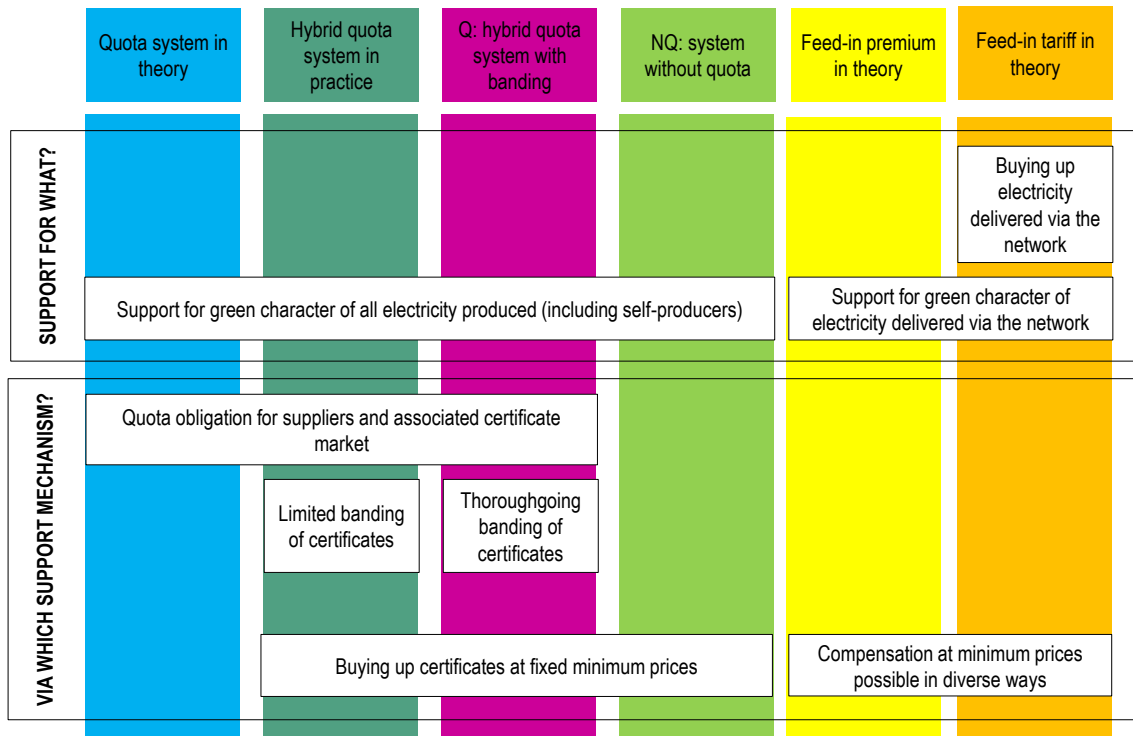 Quota system in
theory
Hybrid quota
system in
practice
Q: hybrid quota
system with
banding
NQ: system
without quota
Feed-in premium
in theory
Feed-in tariff in
theory
SUPPORT FOR WHAT?
Buying up
electricity
delivered via the
network
Support for green character of all electricity produced (including self-producers)
Support for green character of
electricity delivered via the network
VIA WHICH SUPPORT MECHANISM?
Quota obligation for suppliers and associated certificate
market
Limited banding
of certificates
Thoroughgoing
banding of
certificates
Buying up certificates at fixed minimum prices
Compensation at minimum prices
possible in diverse ways